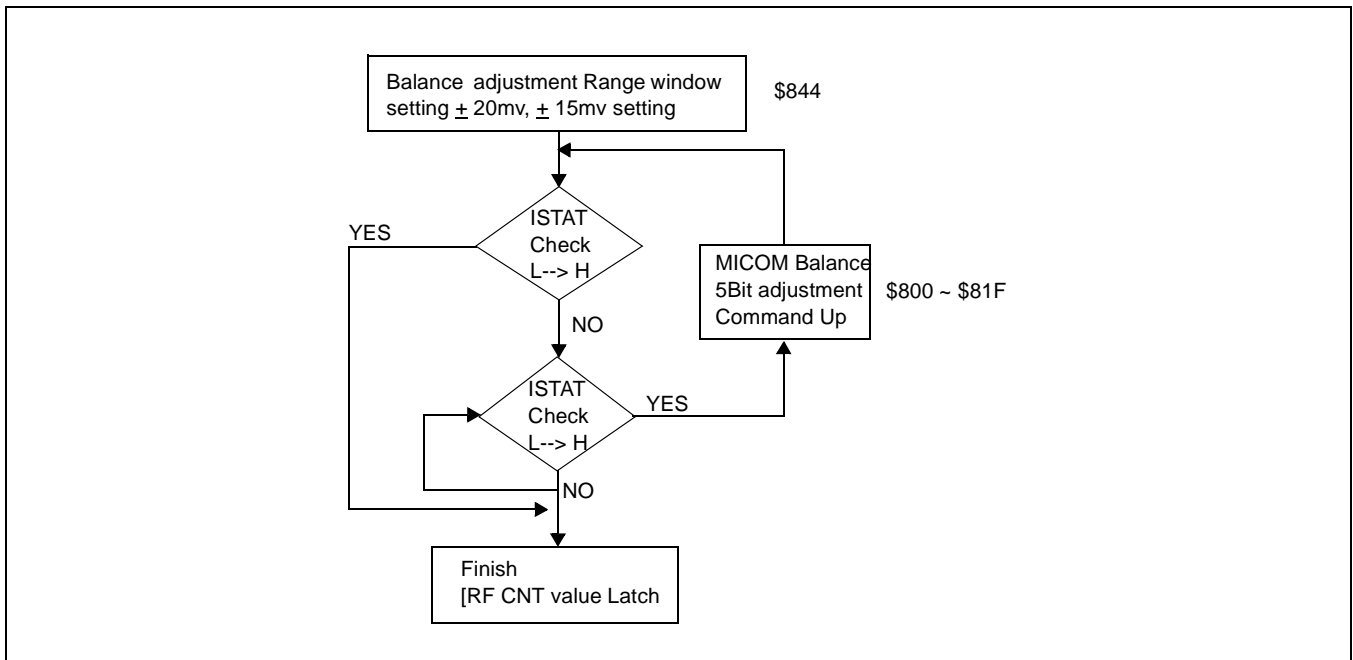 Balance adjustment Range window
setting ± 20mv, ± 15mv setting
$844
YES
ISTAT
Check
L--> H
MICOM Balance
5Bit adjustment
Command Up
$800 ~ $81F
NO
ISTAT
Check
L--> H
YES
NO
Finish
[RF CNT value Latch